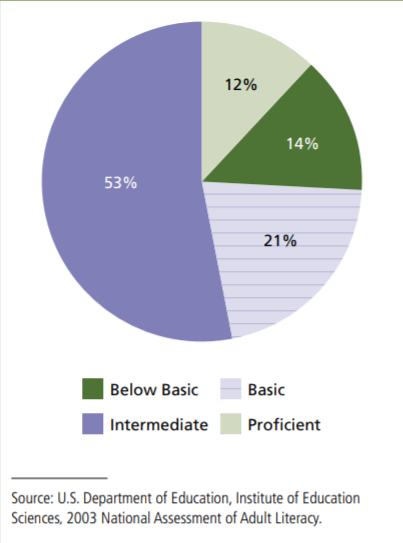 12%
14%
53%
21%
Below Basic Basic
Intermediate Proficient
Source: U.S. Department of Education, Institute of Education
Sciences, 2003 National Assessment of Adult Literacy.